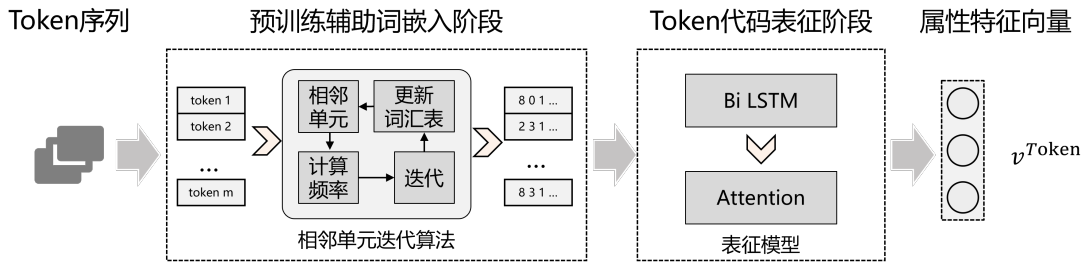 Token序列
预训练辅助词嵌入阶段
Token代码表征阶段
属性特征向量
token 1
token 2
...
token m
相邻
单元
更新
词汇表
计算
频率
迭代
相邻单元迭代算法
8 0 1 ...
2 3 1 ...
...
8 3 1 ...
Bi LSTM
Attention
表征模型
v^Token